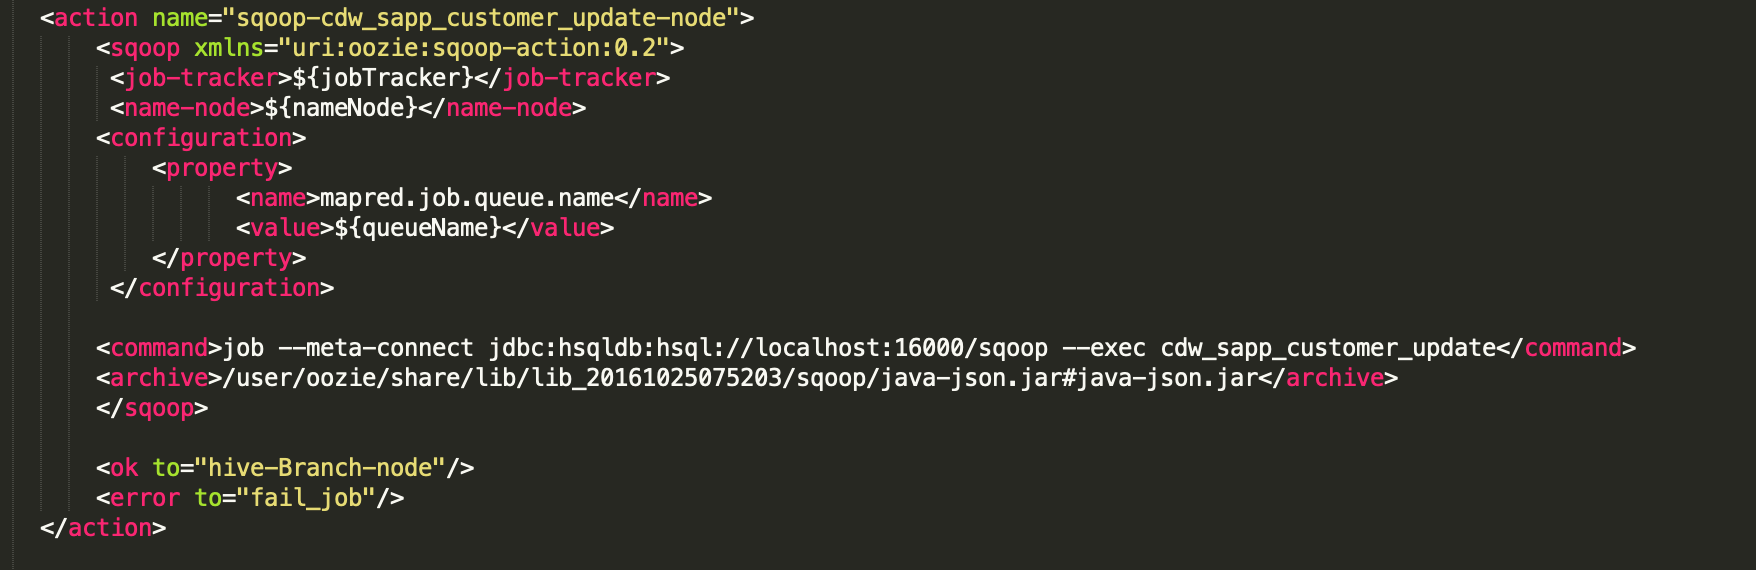 <action name="sqoop-cdw_sapp_customer_update-node">
<sqoop xmlns="uri:oozie:sqoop-action:0.2">
<job-tracker>${jobTracker}</job-tracker>
<name-node>${nameNode}</name-node>
<configuration>
<property>
<name>mapred.job.queue.name</name>
<value>${queueName}</value>
</property>
</configuration>
<command>job --meta-connect jdbc:hsqldb:hsql://localhost:16000/sqoop --exec cdw_sapp_customer_update</command>
<archive>/user/oozie/share/lib/lib_20161025075203/sqoop/java-json.jar#java-json.jar</archive>
</sqoop>
<ok to="hive-Branch-node"/>
<error to="fail_job"/>
</action>